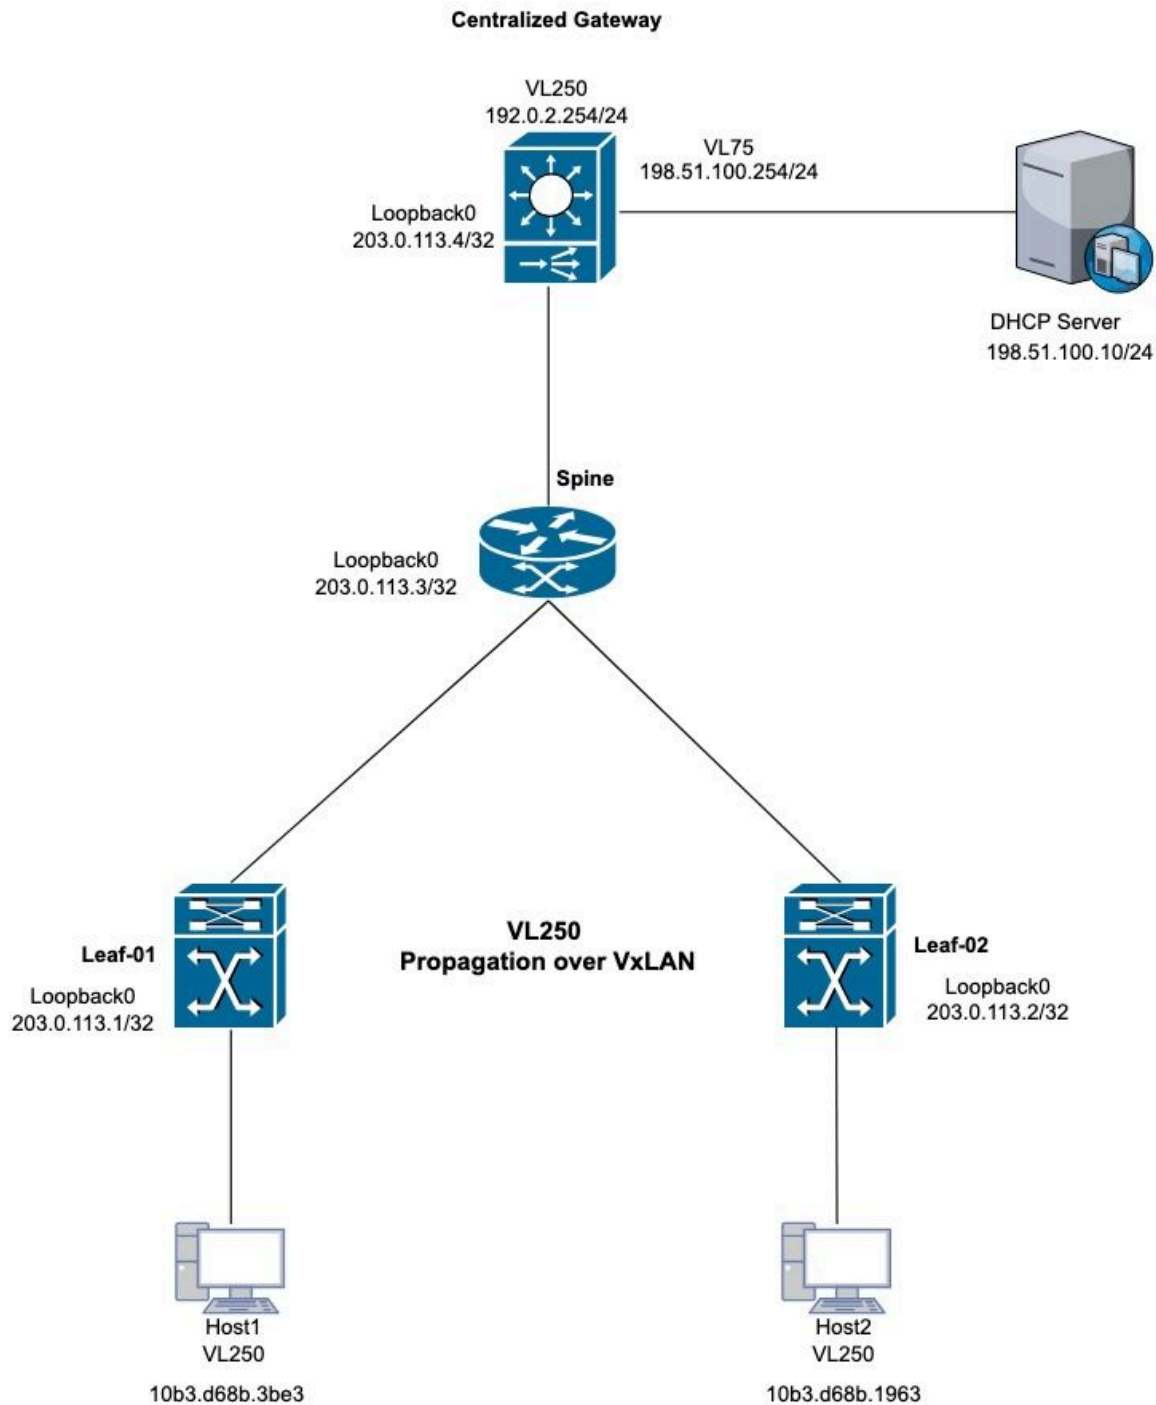 Centralized Gateway
VL250
192.0.2.254/24
VL75
198.51.100.254/24
Loopback0
203.0.113.4/32
DHCP Server
198.51.100.10/24
Spine
Loopback0
203.0.113.3/32
Leaf-01
Loopback0
203.0.113.1/32
VL250
Propagation over VxLAN
Leaf-02
Loopback0
203.0.113.2/32
Host1
VL250
10b3.d68b.3be3
Host2
VL250
10b3.d68b.1963